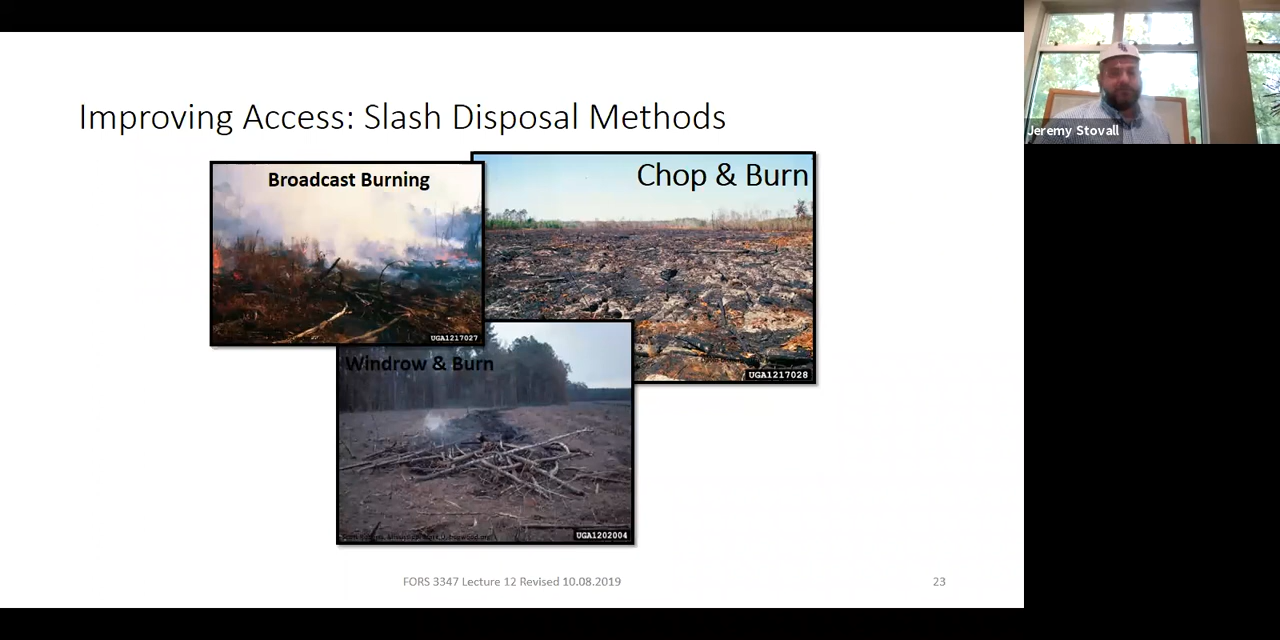 Improving Access: Slash Disposal Methods
Broadcast Burning
Chop & Burn
UGA1217027
Windrow & Burn
UGA1217028
UGA1202004
FORS 3347 Lecture 12 Revised 10.08.2019
23
Jeremy Stovall